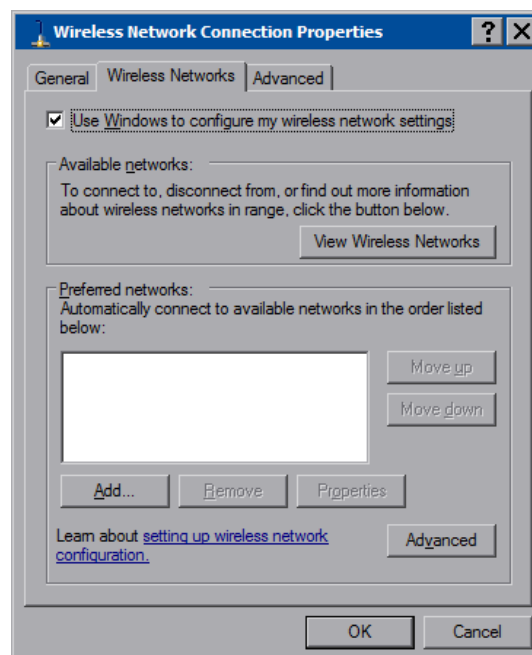 Wireless Network Connection Properties
General Wireless Networks Advanced
Use Windows to configure my wireless network settings
Available networks:
To connect to, disconnect from, or find out more information
about wireless networks in range, click the button below.
View Wireless Networks
Preferred networks:
Automatically connect to available networks in the order listed
below:
Move up
Move down
Add... Remove Properties
Learn about setting up wireless network
configuration.
Advanced
OK Cancel